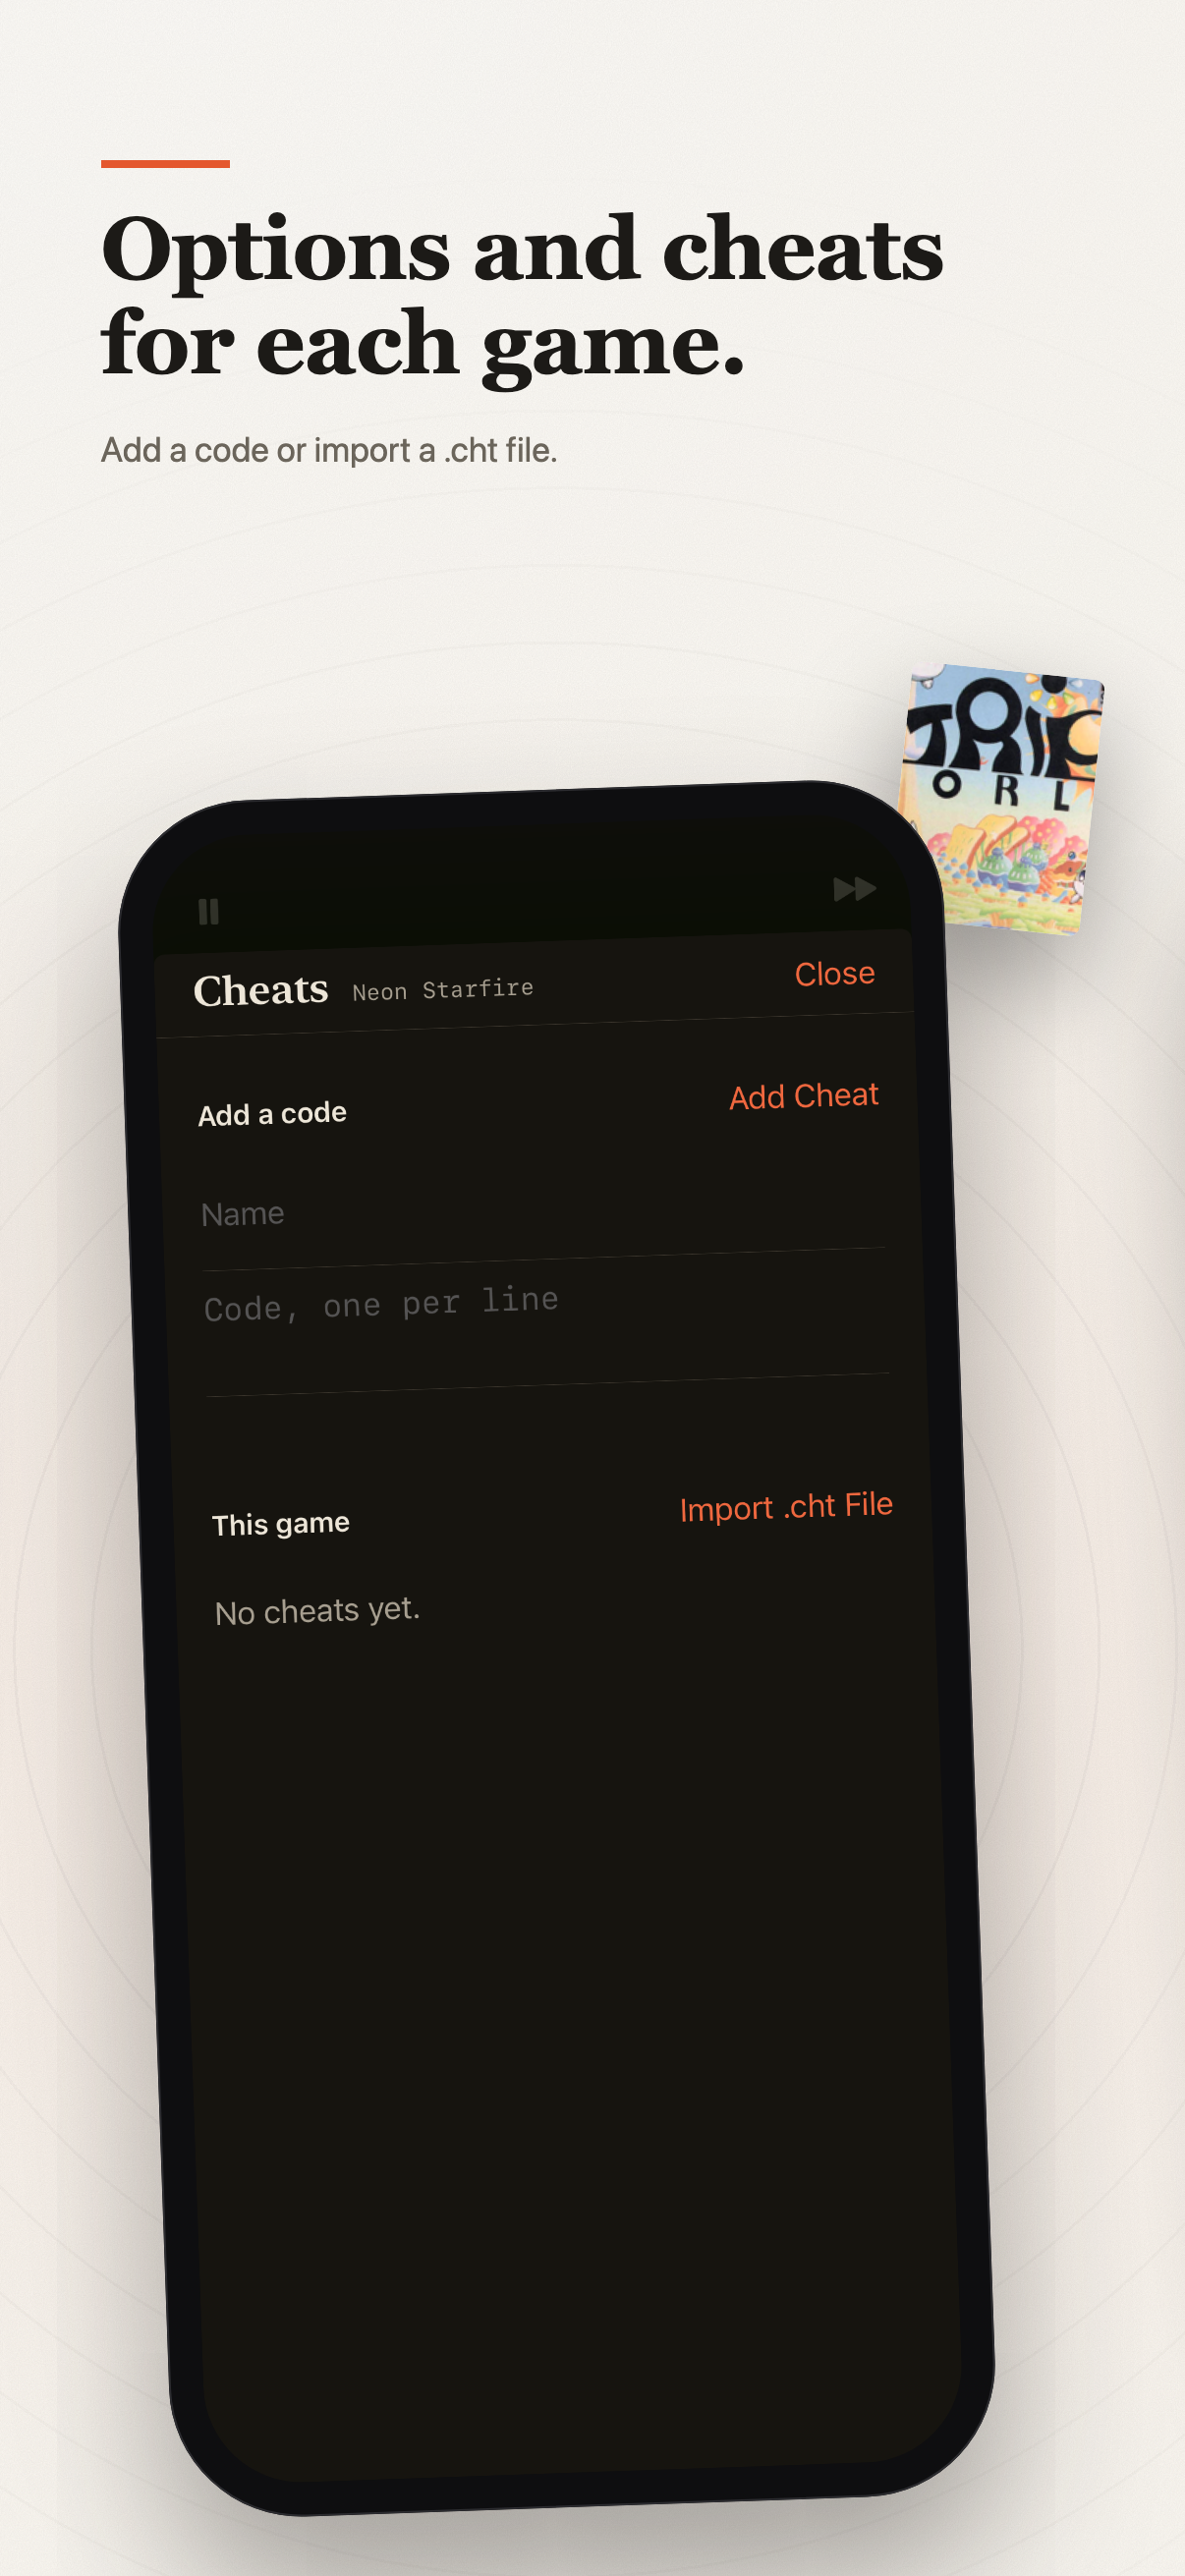 Options and cheats
for each game.
Add a code or import a .cht file.
ORL
Cheats Neon Starfire Close
Add a code Add Cheat
Name
Code, one per line
This game Import .cht File
No cheats yet.